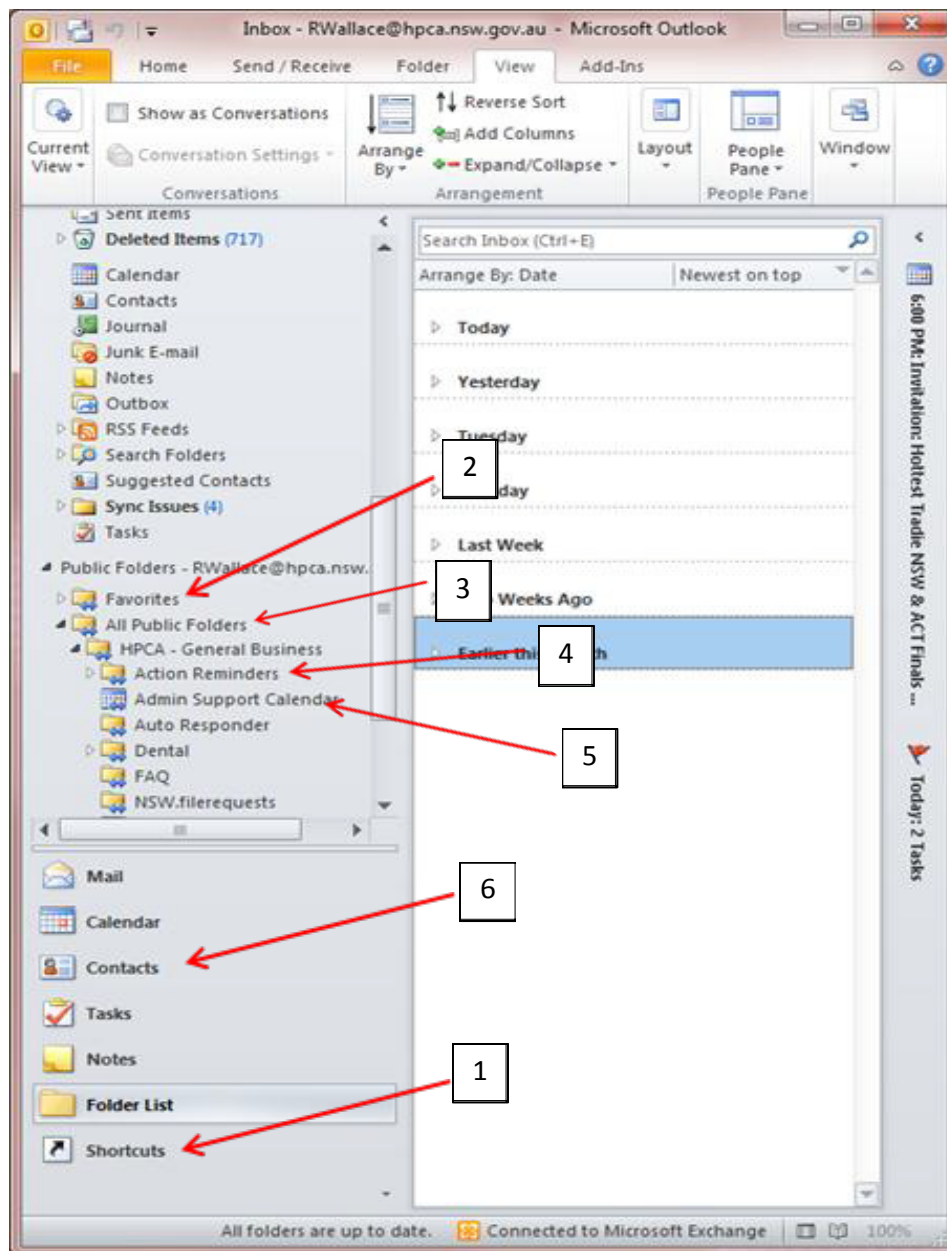 Inbox - RWallace@hpca.nsw.gov.au - Microsoft Outlook
File Home Send / Receive Folder View Add-Ins
Current View
Show as Conversations
Conversation Settings
Conversations
Arrange By
Reverse Sort
Add Columns
Expand/Collapse
Arrangement
Layout
People Pane
People Pane
Window
Sent Items
Deleted Items (717)
Calendar
Contacts
Journal
Junk E-mail
Notes
Outbox
RSS Feeds
Search Folders
Suggested Contacts
Sync Issues (4)
Tasks
Public Folders - RWallace@hpca.nsw.
Favorites
All Public Folders
HPCA - General Business
Action Reminders
Admin Support Calendar
Auto Responder
Dental
FAQ
NSW.filerequests
Mail
Calendar
Contacts
Tasks
Notes
Folder List
Shortcuts
Search Inbox (Ctrl+E)
Arrange By: Date Newest on top
Today
Yesterday
Tuesday
day
Last Week
Weeks Ago
Earlier thi
2
3
4
5
6
1
6:00 PM: Invitation: Hottest Tradie NSW & ACT Finals ...
Today: 2 Tasks
All folders are up to date. Connected to Microsoft Exchange 100%